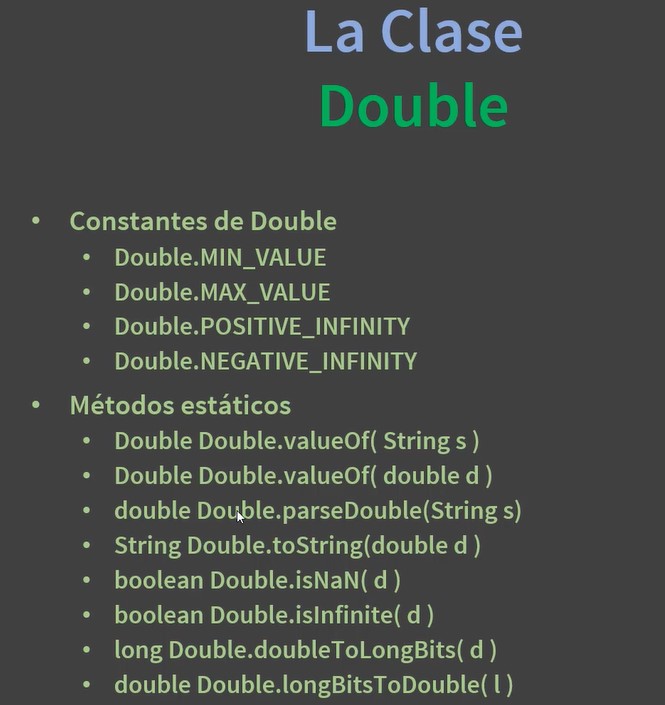 La Clase
Double
• Constantes de Double
• Double.MIN_VALUE
• Double.MAX_VALUE
• Double.POSITIVE_INFINITY
• Double.NEGATIVE_INFINITY
• Métodos estáticos
• Double Double.valueOf( String s )
• Double Double.valueOf( double d )
• double Double.parseDouble(String s)
• String Double.toString(double d )
• boolean Double.isNaN( d )
• boolean Double.isInfinite( d )
• long Double.doubleToLongBits( d )
• double Double.longBitsToDouble( l )